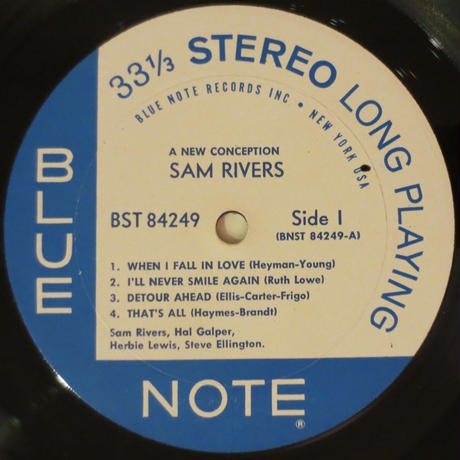 33 1/3 STEREO LONG PLAYING
BLUE NOTE RECORDS INC • NEW YORK USA
A NEW CONCEPTION
SAM RIVERS
BST 84249
Side I
(BNST 84249-A)
1. WHEN I FALL IN LOVE (Heyman-Young)
2. I'LL NEVER SMILE AGAIN (Ruth Lowe)
3. DETOUR AHEAD (Ellis-Carter-Frigo)
4. THAT'S ALL (Haymes-Brandt)
Sam Rivers, Hal Galper,
Herbie Lewis, Steve Ellington.
BLUE
NOTE®